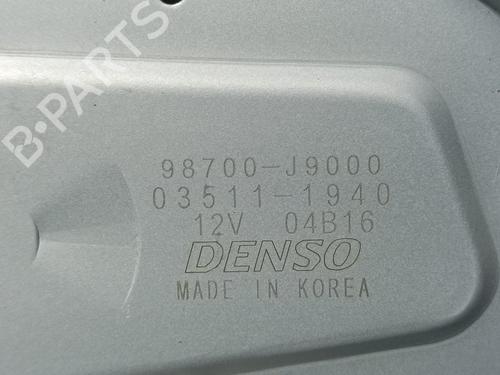 B-PARTS
98700-J9000
03511-1940
12V 04B16
DENSO
MADE IN KOREA